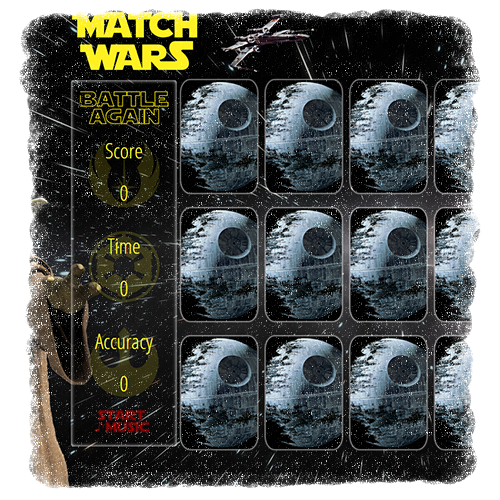 MATCH
WARS
BATTLE
AGAIN
Score
0
Time
0
Accuracy
0
START
♪ MUSIC